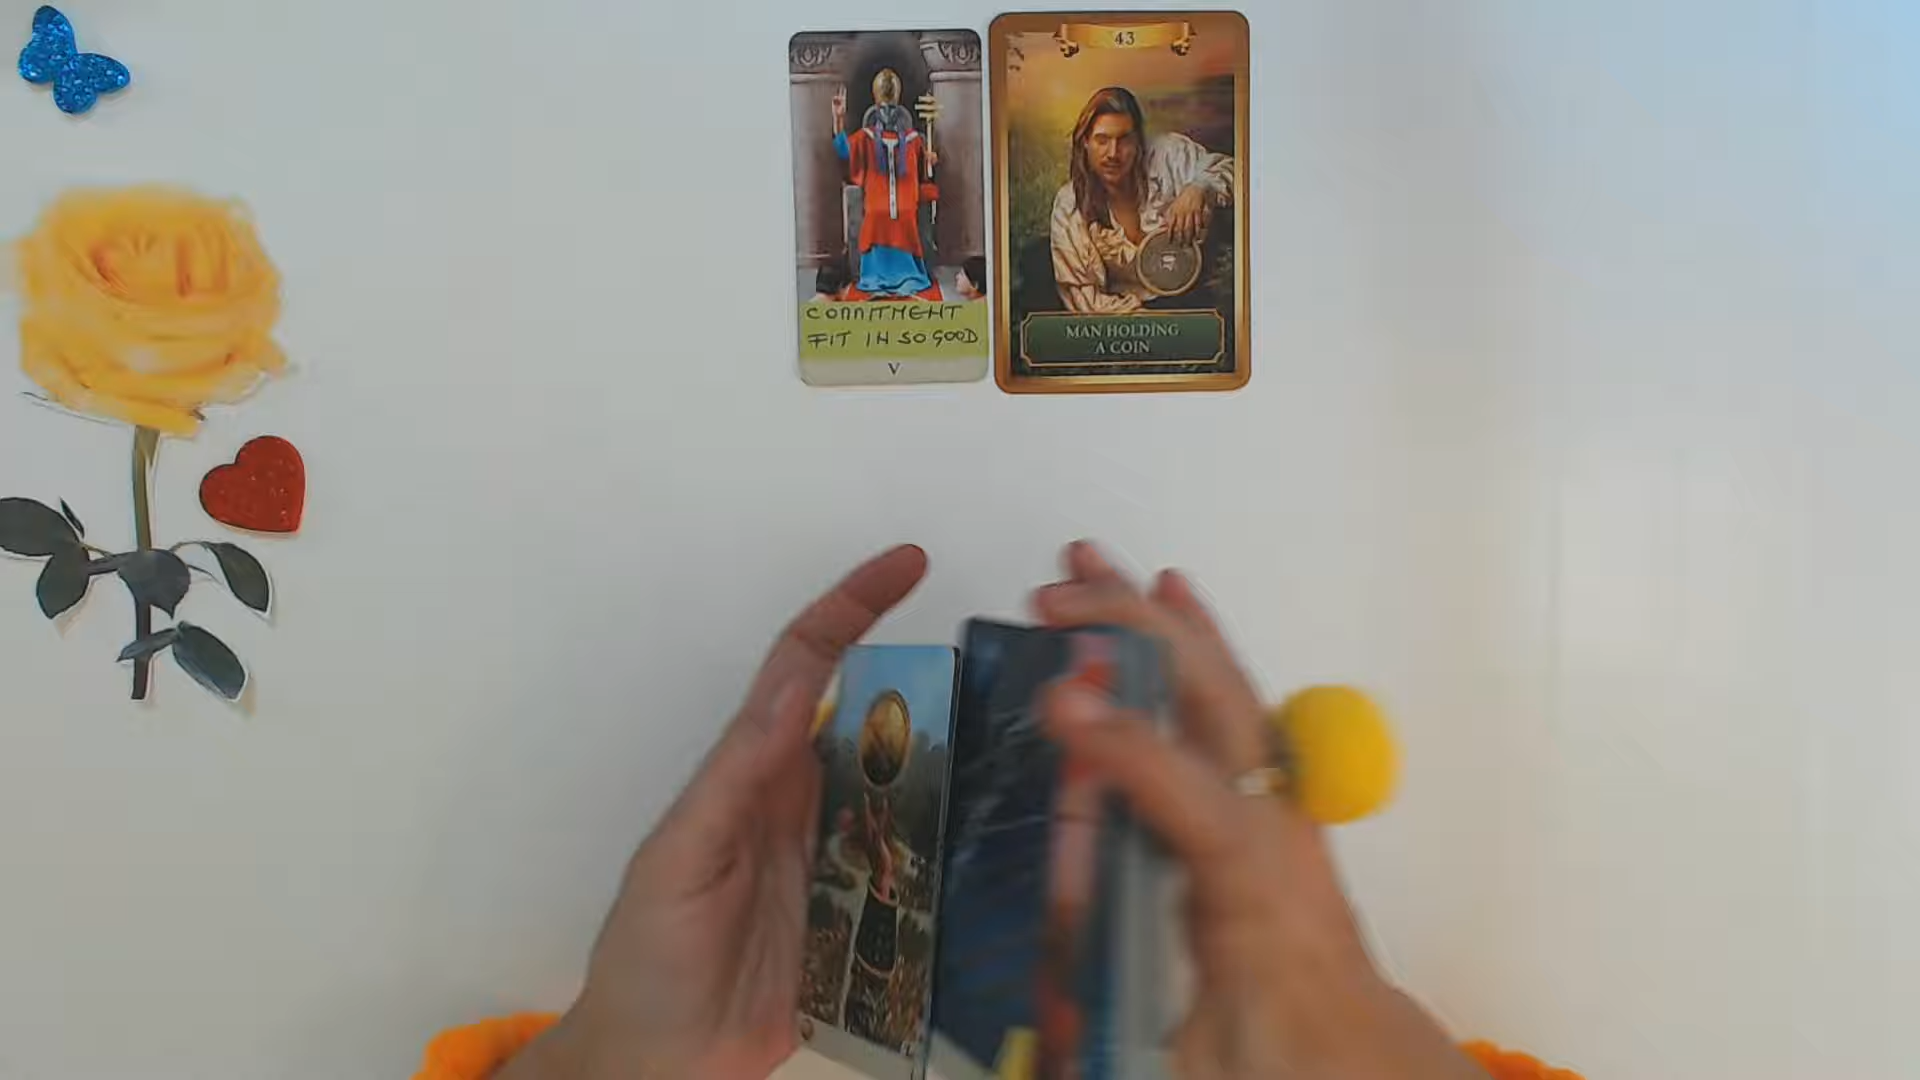 COMMITMENT
FIT IN SO GOOD
V
43
MAN HOLDING
A COIN